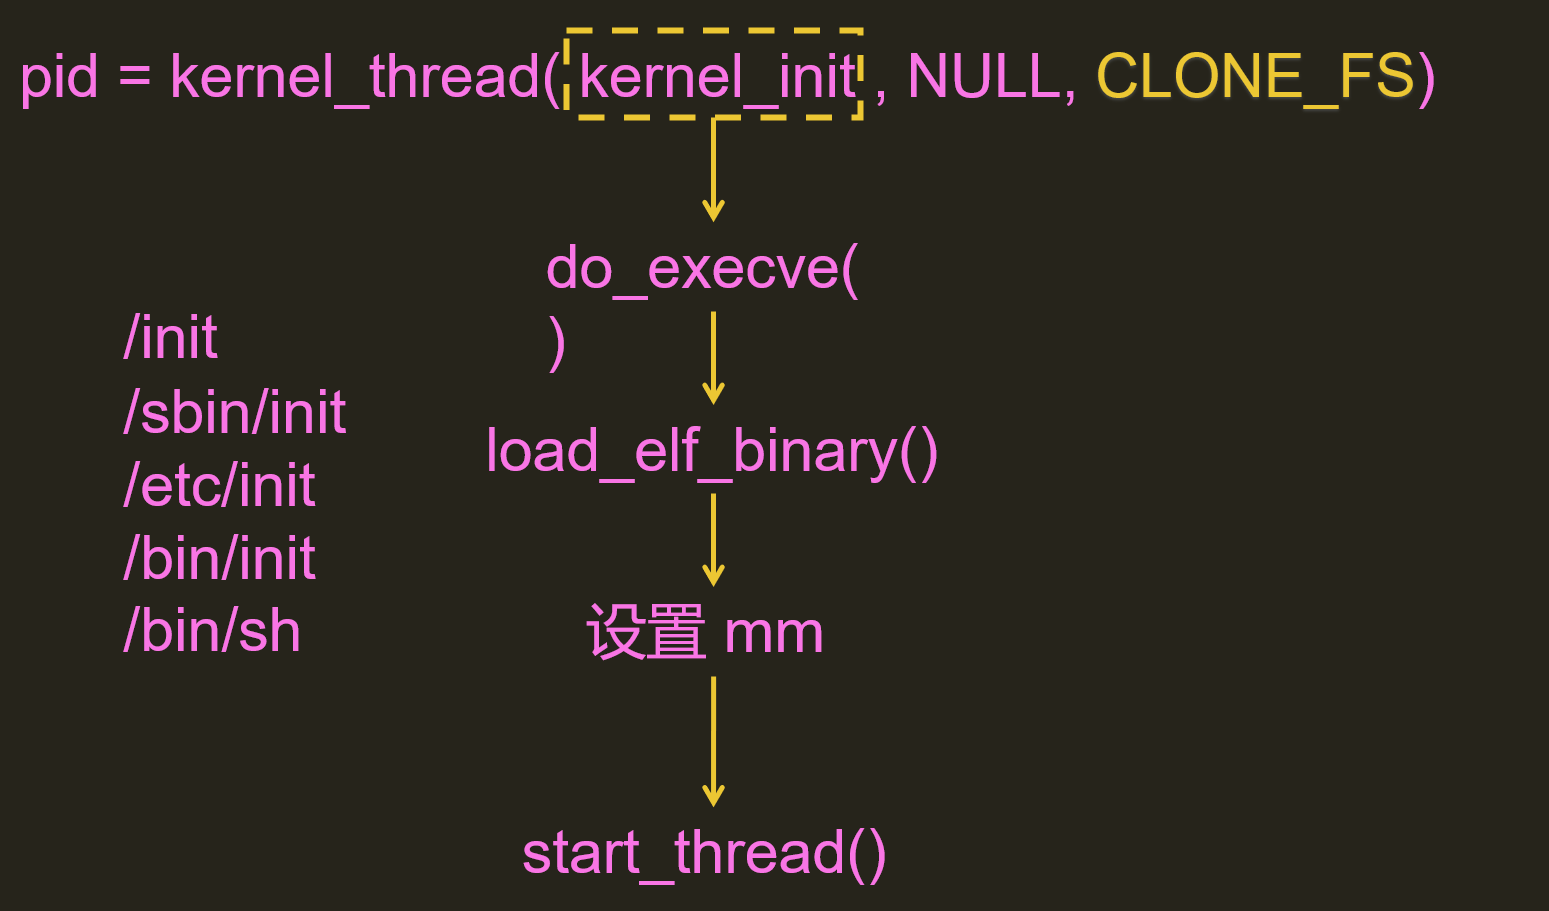 pid = kernel_thread( kernel_init , NULL, CLONE_FS)
do_execve(
)
/init
/sbin/init
/etc/init
/bin/init
/bin/sh
load_elf_binary()
设置 mm
start_thread()